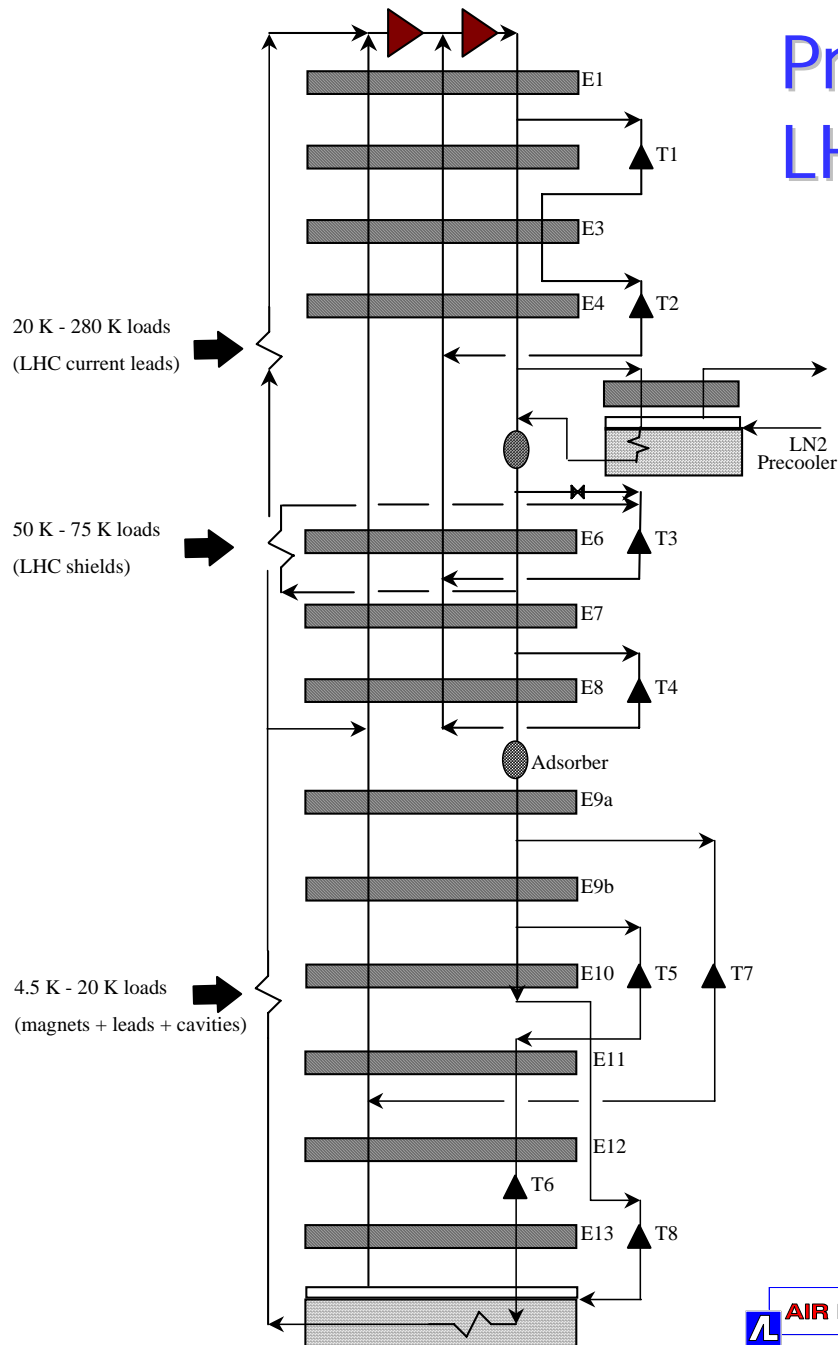 Pr
LH
E1
T1
E3
E4
T2
20 K - 280 K loads
(LHC current leads)
LN2
Precooler
50 K - 75 K loads
(LHC shields)
E6
T3
E7
E8
T4
Adsorber
E9a
E9b
4.5 K - 20 K loads
(magnets + leads + cavities)
E10
T5
T7
E11
E12
T6
E13
T8
AIR